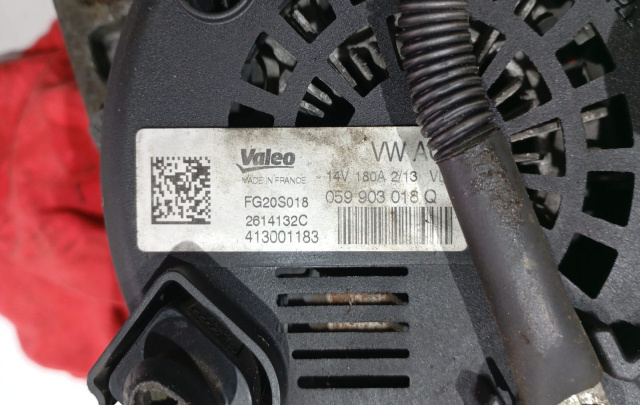 Valeo
MADE IN FRANCE
VW
14V 180A 2/13
FG20S018
059 903 018 Q
2614132C
413001183